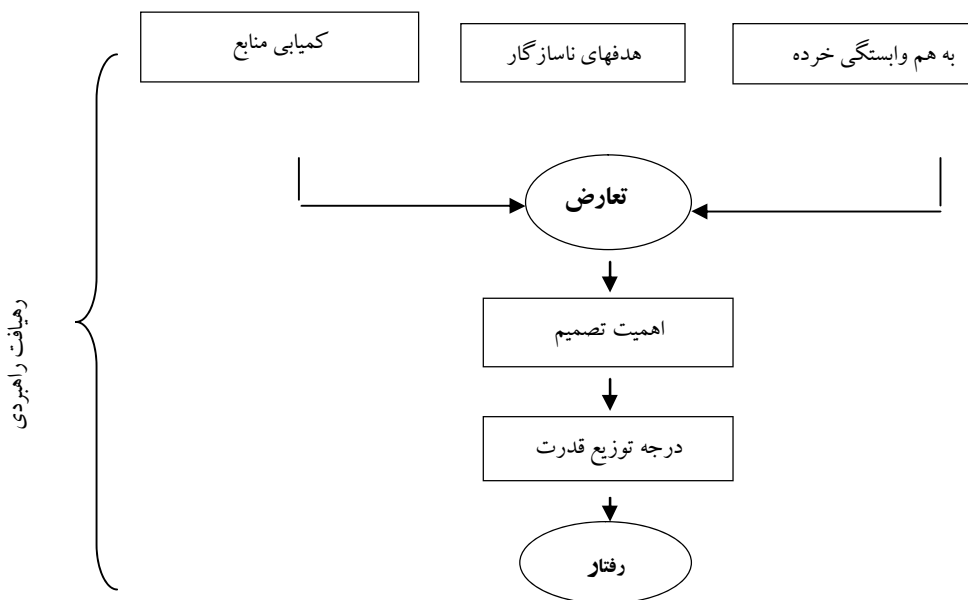 به هم وابستگی خرده
هدفهای ناسازگار
کمیابی منابع
تعارض
اهمیت تصمیم
درجه توزیع قدرت
رفتار
رهیافت راهبردی